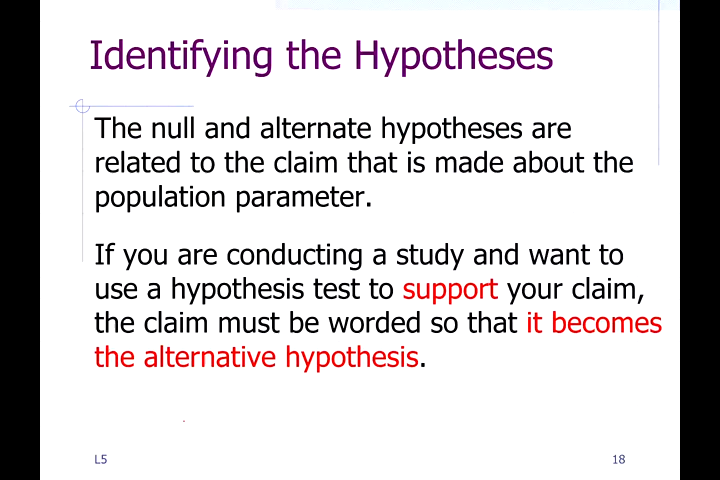 Identifying the Hypotheses
The null and alternate hypotheses are
related to the claim that is made about the
population parameter.
If you are conducting a study and want to
use a hypothesis test to support your claim,
the claim must be worded so that it becomes
the alternative hypothesis.
L5
18